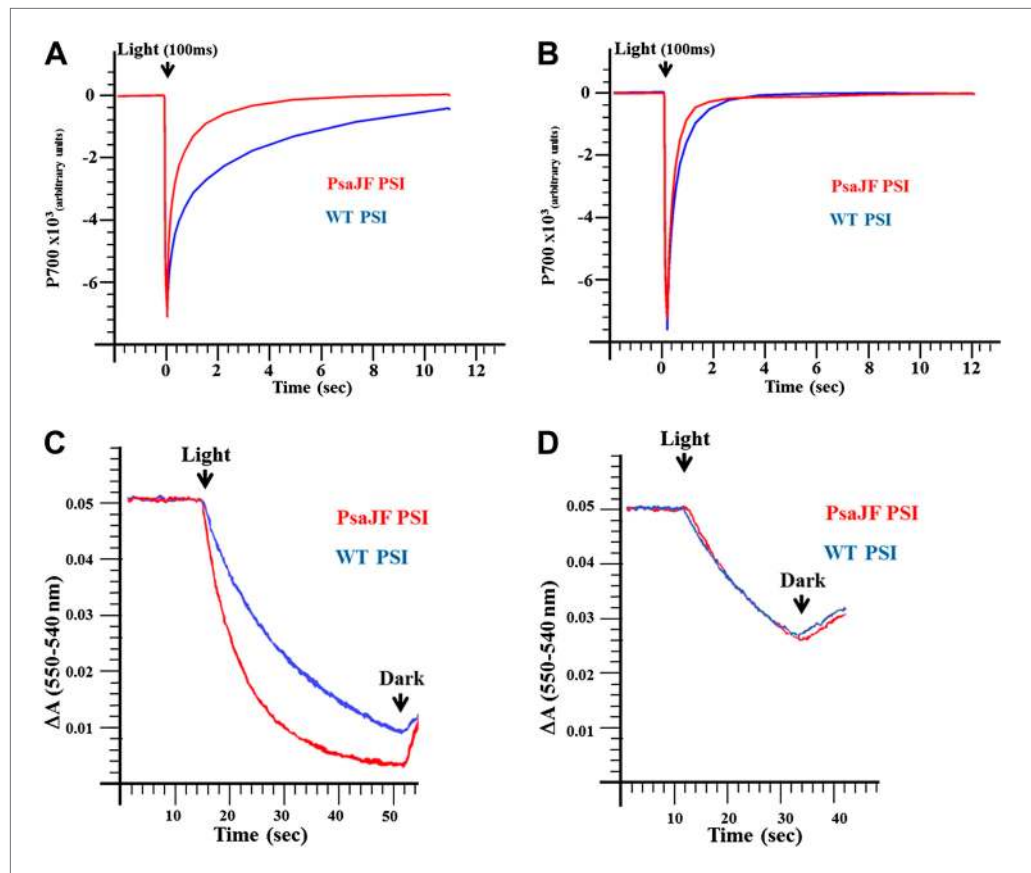 A
Light (100ms)
P700 x10³ (arbitrary units)
0
-2
-4
-6
PsaJF PSI
WT PSI
0 2 4 6 8 10 12
Time (sec)
B
Light (100ms)
P700 x10³ (arbitrary units)
0
-2
-4
-6
PsaJF PSI
WT PSI
0 2 4 6 8 10 12
Time (sec)
C
Light
ΔA (550-540 nm)
0.05
0.04
0.03
0.02
0.01
PsaJF PSI
WT PSI
Dark
10 20 30 40 50
Time (sec)
D
Light
ΔA (550-540 nm)
0.05
0.04
0.03
0.02
0.01
PsaJF PSI
WT PSI
Dark
10 20 30 40
Time (sec)